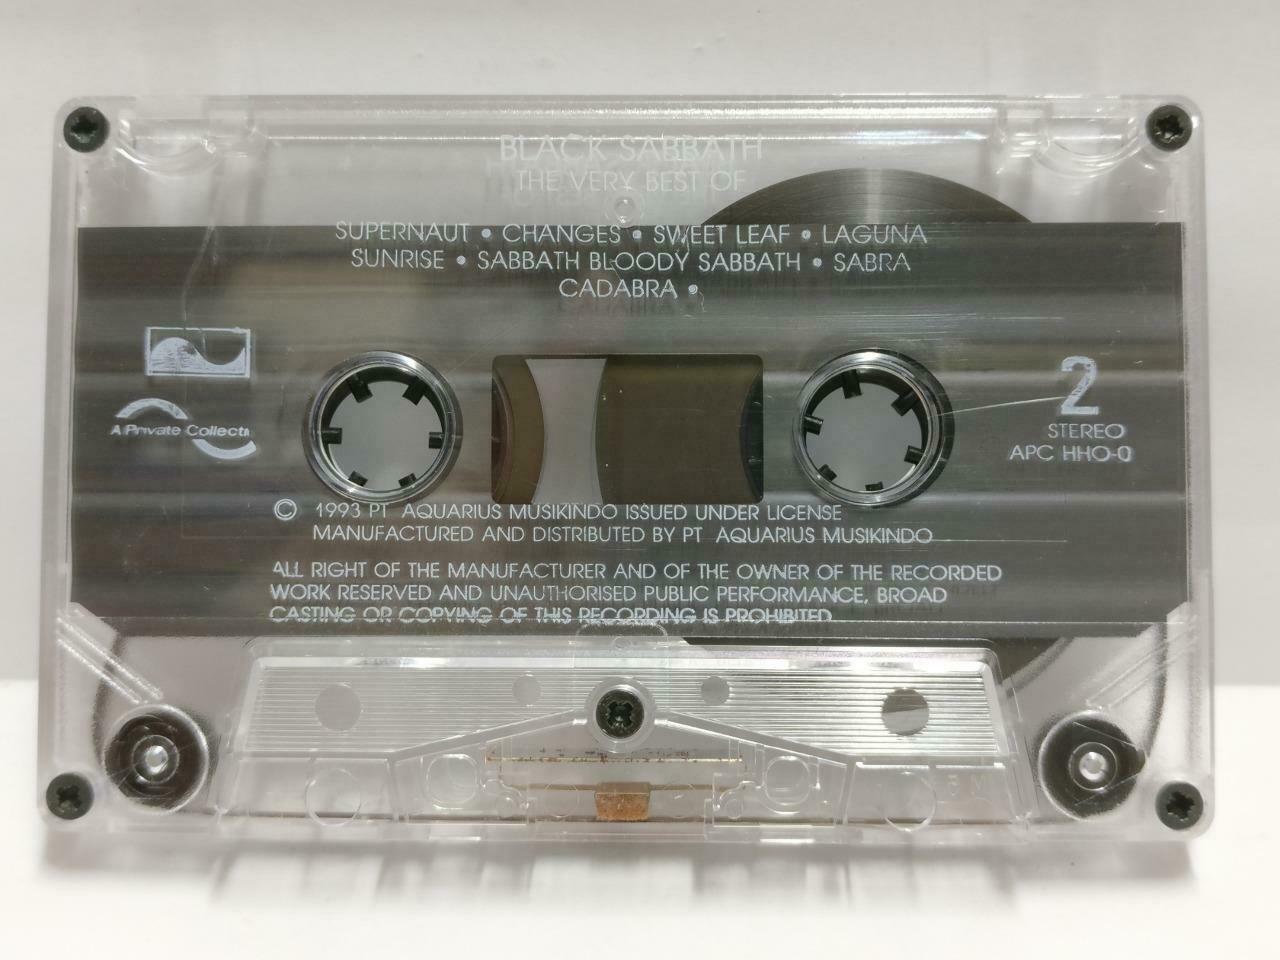 BLACK SABBATH
THE VERY BEST OF
SUPERNAUT • CHANGES • SWEET LEAF • LAGUNA
SUNRISE • SABBATH BLOODY SABBATH • SABRA
CADABRA •
A Private Collecti
2
STEREO
APC HHO-0
© 1993 PT AQUARIUS MUSIKINDO ISSUED UNDER LICENSE
MANUFACTURED AND DISTRIBUTED BY PT AQUARIUS MUSIKINDO
ALL RIGHT OF THE MANUFACTURER AND OF THE OWNER OF THE RECORDED
WORK RESERVED AND UNAUTHORISED PUBLIC PERFORMANCE, BROAD
CASTING OR COPYING OF THIS RECORDING IS PROHIBITED